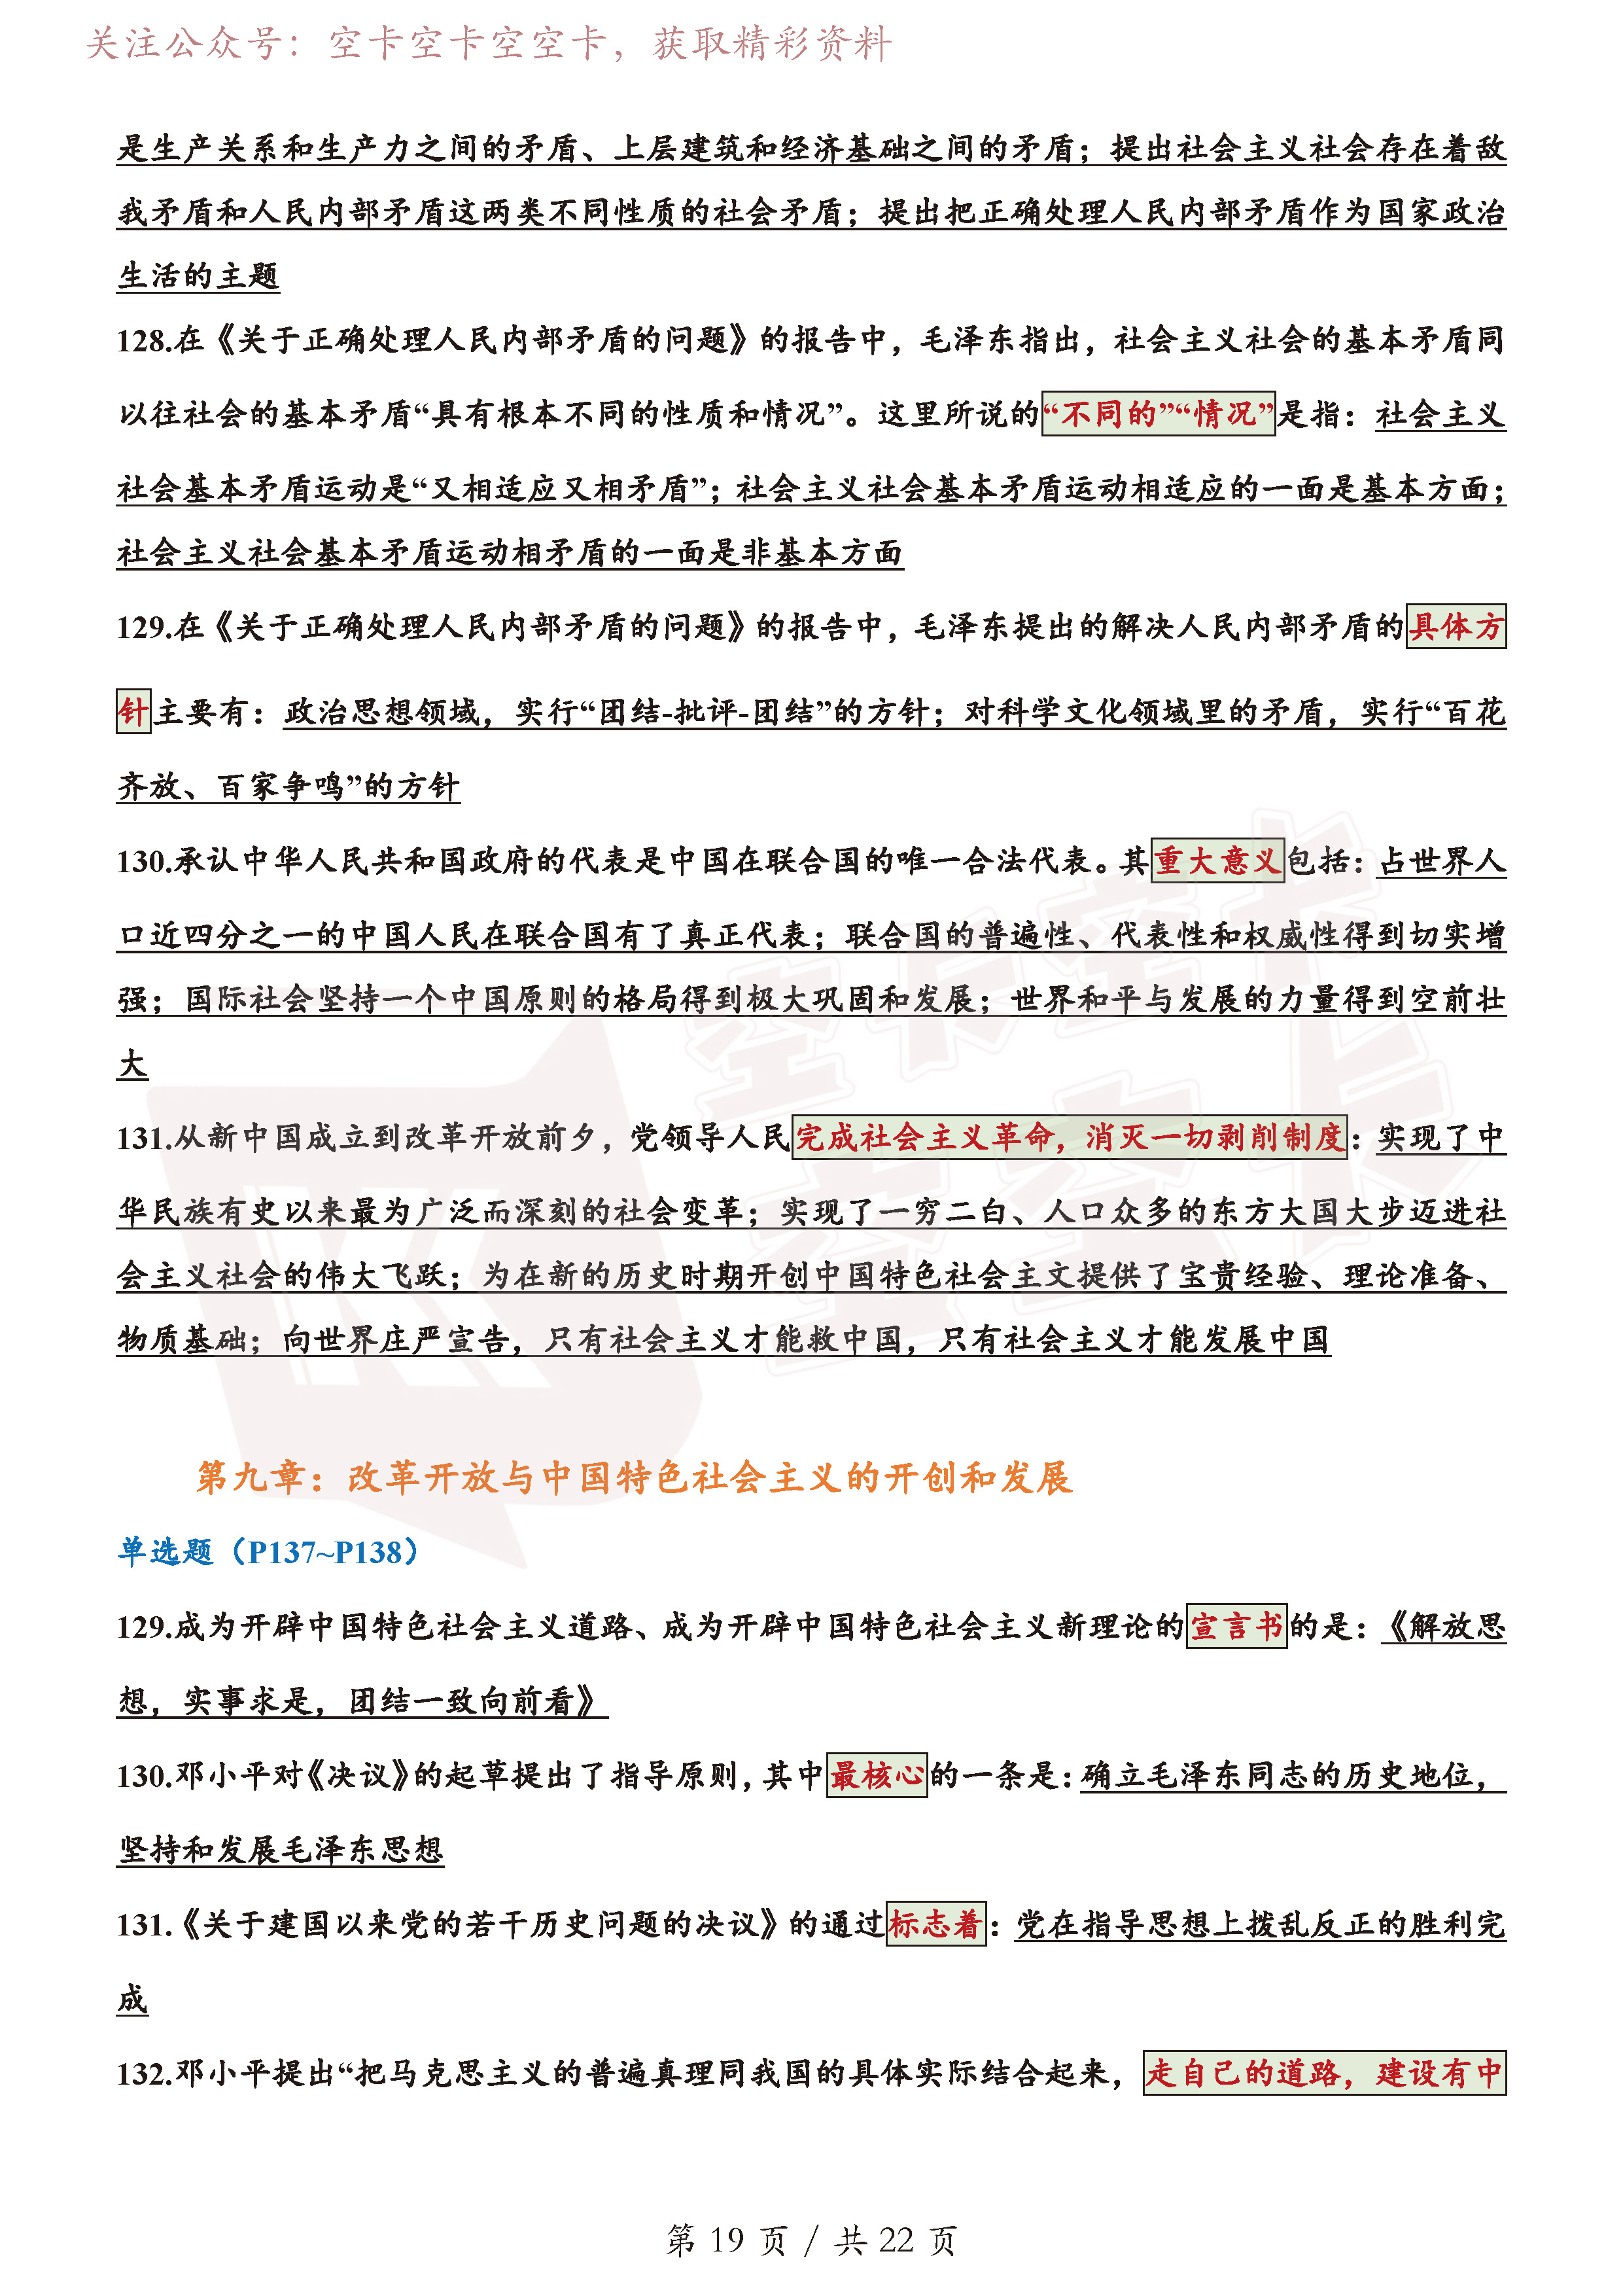 关注公众号：空卡空卡空空卡，获取精彩资料
是生产关系和生产力之间的矛盾、上层建筑和经济基础之间的矛盾；提出社会主义社会存在着敌
我矛盾和人民内部矛盾这两类不同性质的社会矛盾；提出把正确处理人民内部矛盾作为国家政治
生活的主题
128.在《关于正确处理人民内部矛盾的问题》的报告中，毛泽东指出，社会主义社会的基本矛盾同
以往社会的基本矛盾“具有根本不同的性质和情况”。这里所说的“不同的”“情况”是指：社会主义
社会基本矛盾运动是“又相适应又相矛盾”；社会主义社会基本矛盾运动相适应的一面是基本方面；
社会主义社会基本矛盾运动相矛盾的一面是非基本方面
129.在《关于正确处理人民内部矛盾的问题》的报告中，毛泽东提出的解决人民内部矛盾的具体方
针主要有：政治思想领域，实行“团结-批评-团结”的方针；对科学文化领域里的矛盾，实行“百花
齐放、百家争鸣”的方针
130.承认中华人民共和国政府的代表是中国在联合国的唯一合法代表。其重大意义包括：占世界人
口近四分之一的中国人民在联合国有了真正代表；联合国的普遍性、代表性和权威性得到切实增
强；国际社会坚持一个中国原则的格局得到极大巩固和发展；世界和平与发展的力量得到空前壮
大
131.从新中国成立到改革开放前夕，党领导人民完成社会主义革命，消灭一切剥削制度：实现了中
华民族有史以来最为广泛而深刻的社会变革；实现了一穷二白、人口众多的东方大国大步迈进社
会主义社会的伟大飞跃；为在新的历史时期开创中国特色社会主文提供了宝贵经验、理论准备、
物质基础；向世界庄严宣告，只有社会主义才能救中国，只有社会主义才能发展中国
空卡空卡
空空卡
第九章：改革开放与中国特色社会主义的开创和发展
单选题（P137~P138）
129.成为开辟中国特色社会主义道路、成为开辟中国特色社会主义新理论的宣言书的是：《解放思
想，实事求是，团结一致向前看》
130.邓小平对《决议》的起草提出了指导原则，其中最核心的一条是：确立毛泽东同志的历史地位，
坚持和发展毛泽东思想
131.《关于建国以来党的若干历史问题的决议》的通过标志着：党在指导思想上拨乱反正的胜利完
成
132.邓小平提出“把马克思主义的普遍真理同我国的具体实际结合起来，走自己的道路，建设有中
第 19 页 / 共 22 页